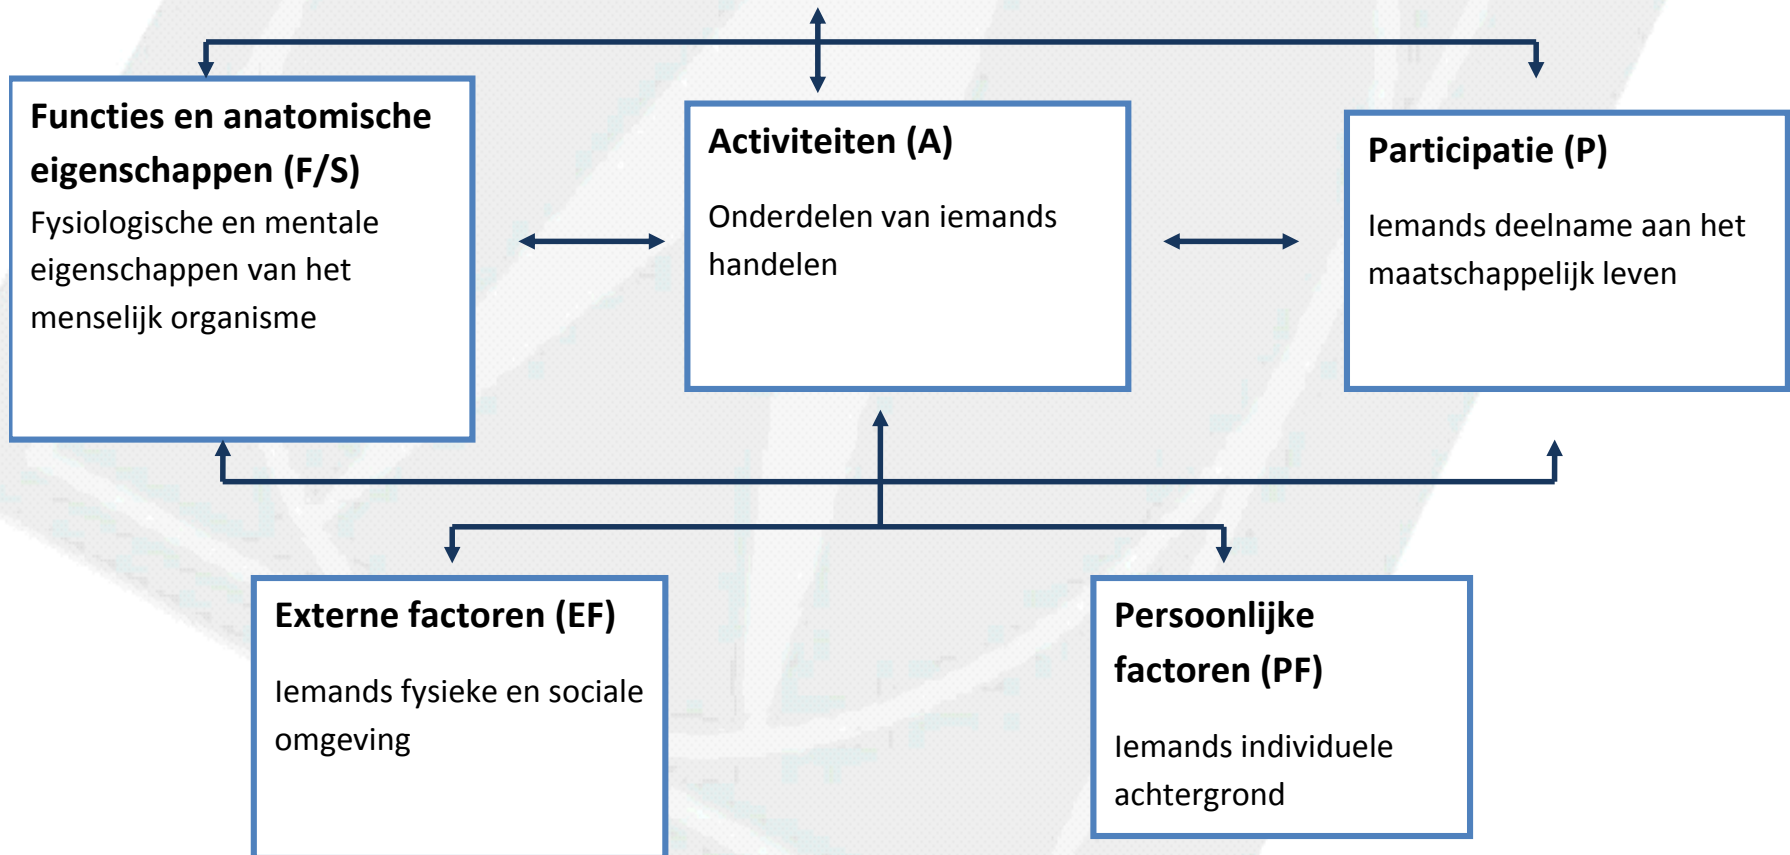 Functies en anatomische
eigenschappen (F/S)
Fysiologische en mentale
eigenschappen van het
menselijk organisme
Activiteiten (A)
Onderdelen van iemands
handelen
Participatie (P)
Iemands deelname aan het
maatschappelijk leven
Externe factoren (EF)
Iemands fysieke en sociale
omgeving
Persoonlijke
factoren (PF)
Iemands individuele
achtergrond